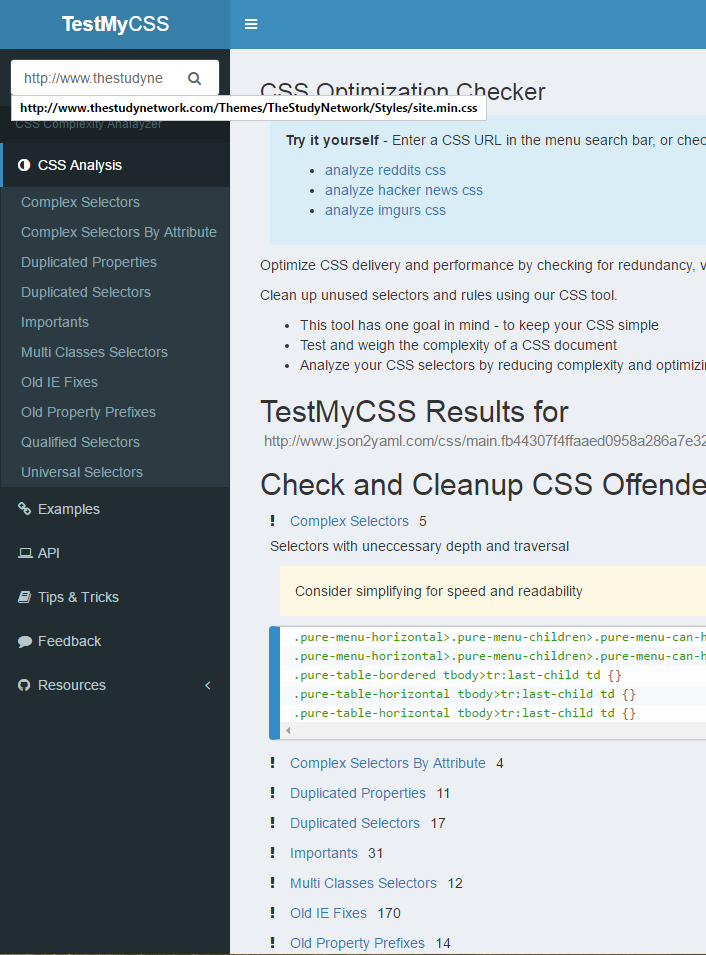 TestMyCSS
http://www.thestudyne
http://www.thestudynetwork.com/Themes/TheStudyNetwork/Styles/site.min.css
CSS Complexity Analayzer
CSS Analysis
Complex Selectors
Complex Selectors By Attribute
Duplicated Properties
Duplicated Selectors
Importants
Multi Classes Selectors
Old IE Fixes
Old Property Prefixes
Qualified Selectors
Universal Selectors
Examples
API
Tips & Tricks
Feedback
Resources
CSS Optimization Checker
Try it yourself - Enter a CSS URL in the menu search bar, or chec
analyze reddits css
analyze hacker news css
analyze imgurs css
Optimize CSS delivery and performance by checking for redundancy, v
Clean up unused selectors and rules using our CSS tool.
This tool has one goal in mind - to keep your CSS simple
Test and weigh the complexity of a CSS document
Analyze your CSS selectors by reducing complexity and optimizin
TestMyCSS Results for
http://www.json2yaml.com/css/main.fb44307f4ffaaed0958a286a7e32
Check and Cleanup CSS Offende
! Complex Selectors 5
Selectors with uneccessary depth and traversal
Consider simplifying for speed and readability
.pure-menu-horizontal>.pure-menu-children>.pure-menu-can-h
.pure-menu-horizontal>.pure-menu-children>.pure-menu-can-h
.pure-table-bordered tbody>tr:last-child td {}
.pure-table-horizontal tbody>tr:last-child td {}
.pure-table-horizontal tbody>tr:last-child td {}
! Complex Selectors By Attribute 4
! Duplicated Properties 11
! Duplicated Selectors 17
! Importants 31
! Multi Classes Selectors 12
! Old IE Fixes 170
! Old Property Prefixes 14